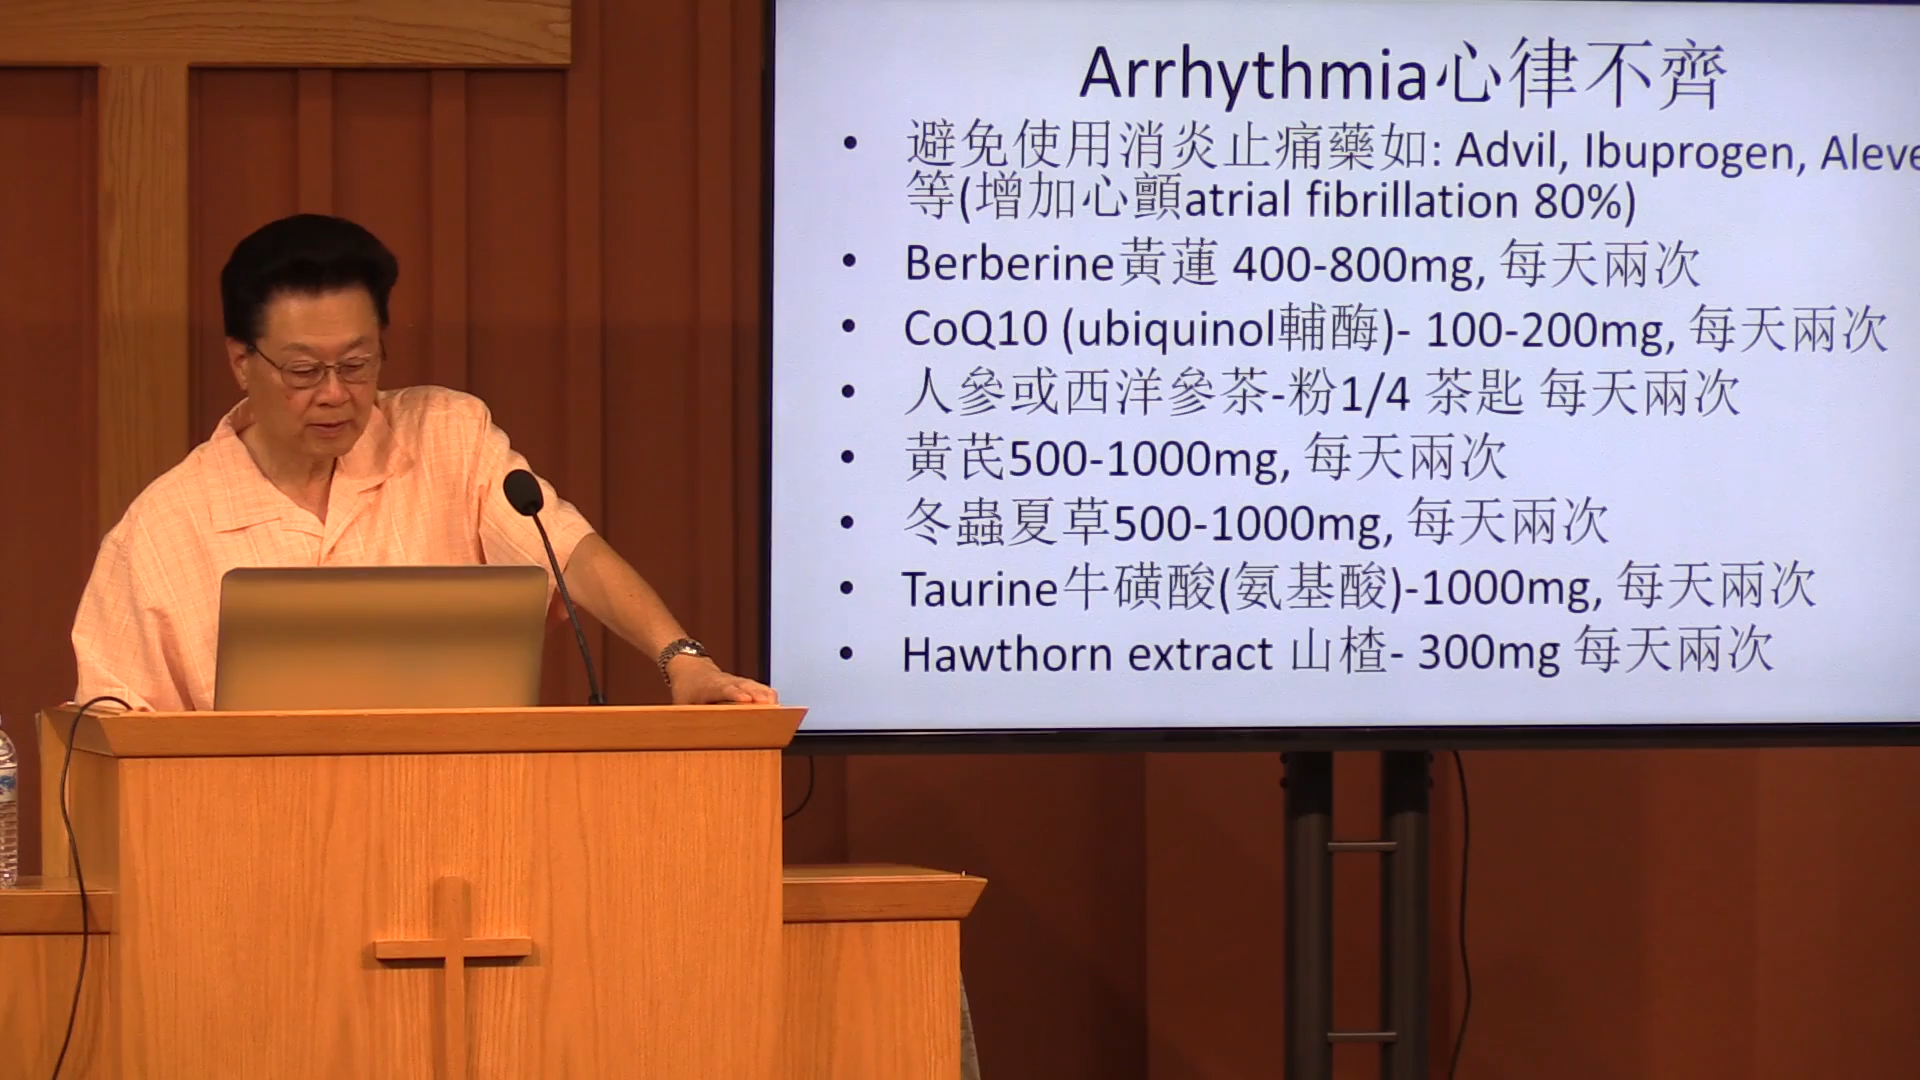 Arrhythmia心律不齊
• 避免使用消炎止痛藥如: Advil, Ibuprogen, Aleve
等(增加心顫atrial fibrillation 80%)
• Berberine黃蓮 400-800mg, 每天兩次
• CoQ10 (ubiquinol輔酶)- 100-200mg, 每天兩次
• 人參或西洋參茶-粉1/4 茶匙 每天兩次
• 黃芪500-1000mg, 每天兩次
• 冬蟲夏草500-1000mg, 每天兩次
• Taurine牛磺酸(氨基酸)-1000mg, 每天兩次
• Hawthorn extract 山楂- 300mg 每天兩次